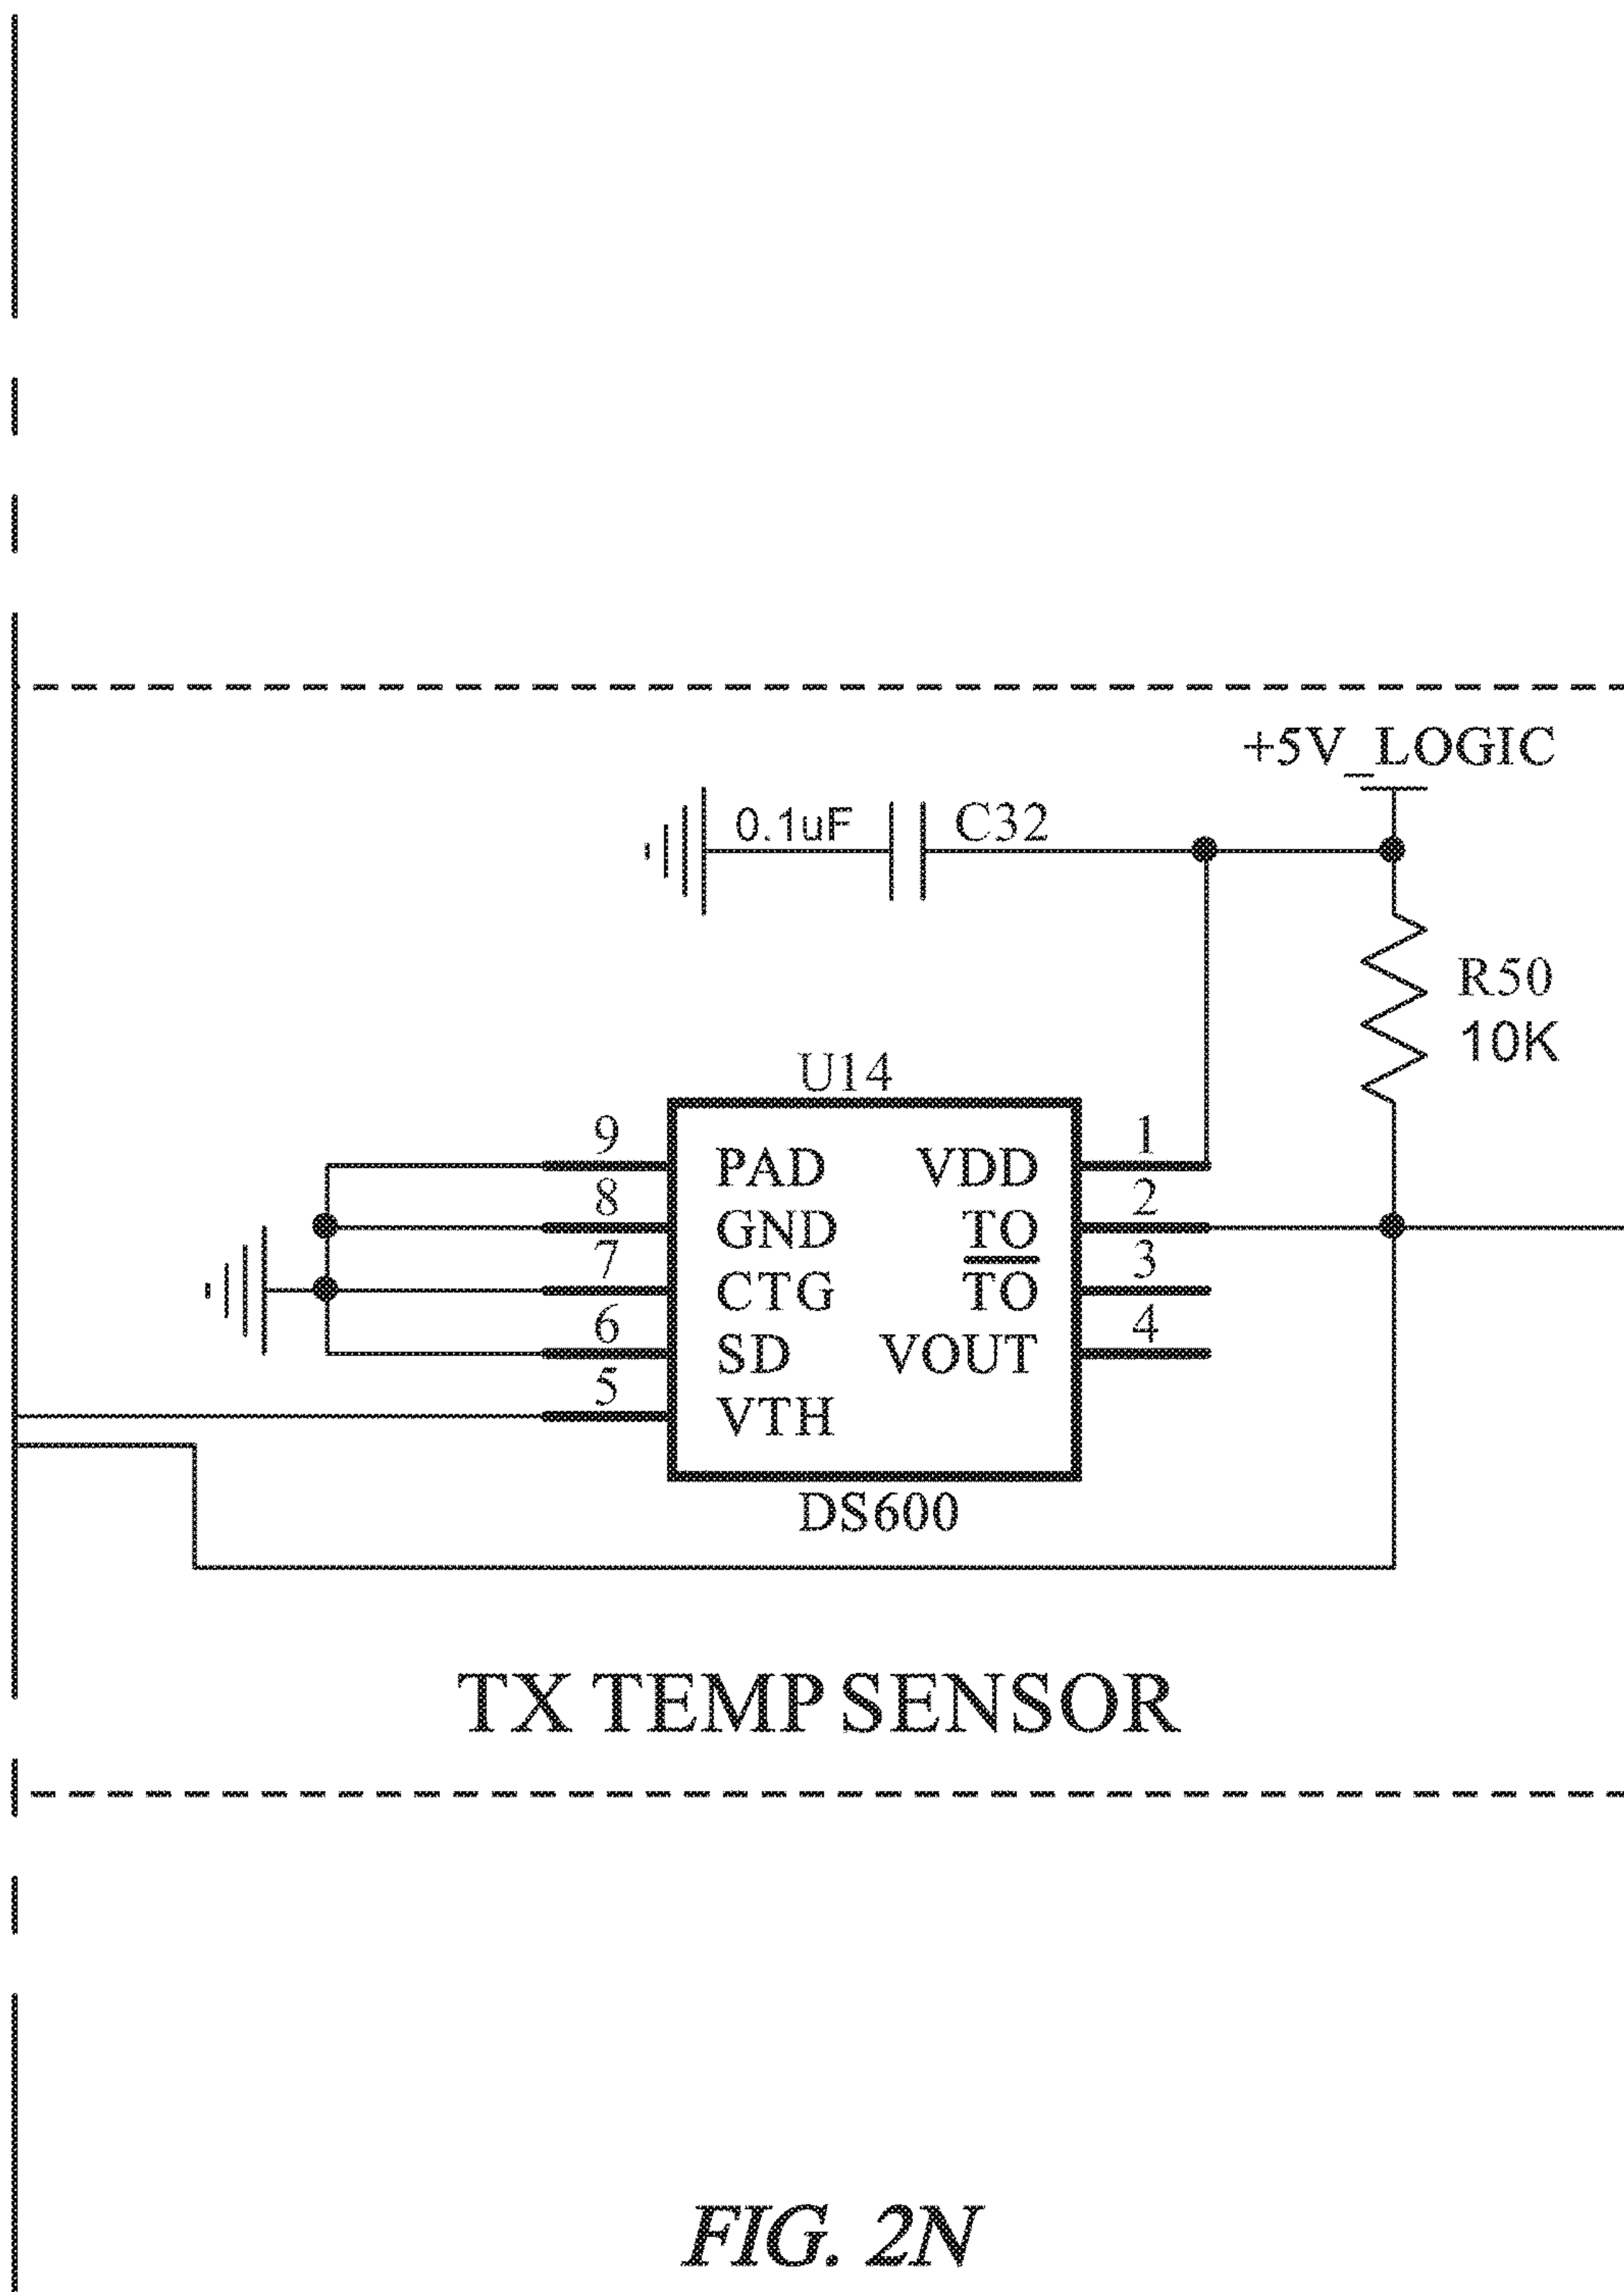 +5V_LOGIC
0.1uF C32
R50
10K
U14
9 PAD VDD 1
8 GND TO 2
7 CTG TO 3
6 SD VOUT 4
5 VTH
DS600
TX TEMP SENSOR
FIG. 2N